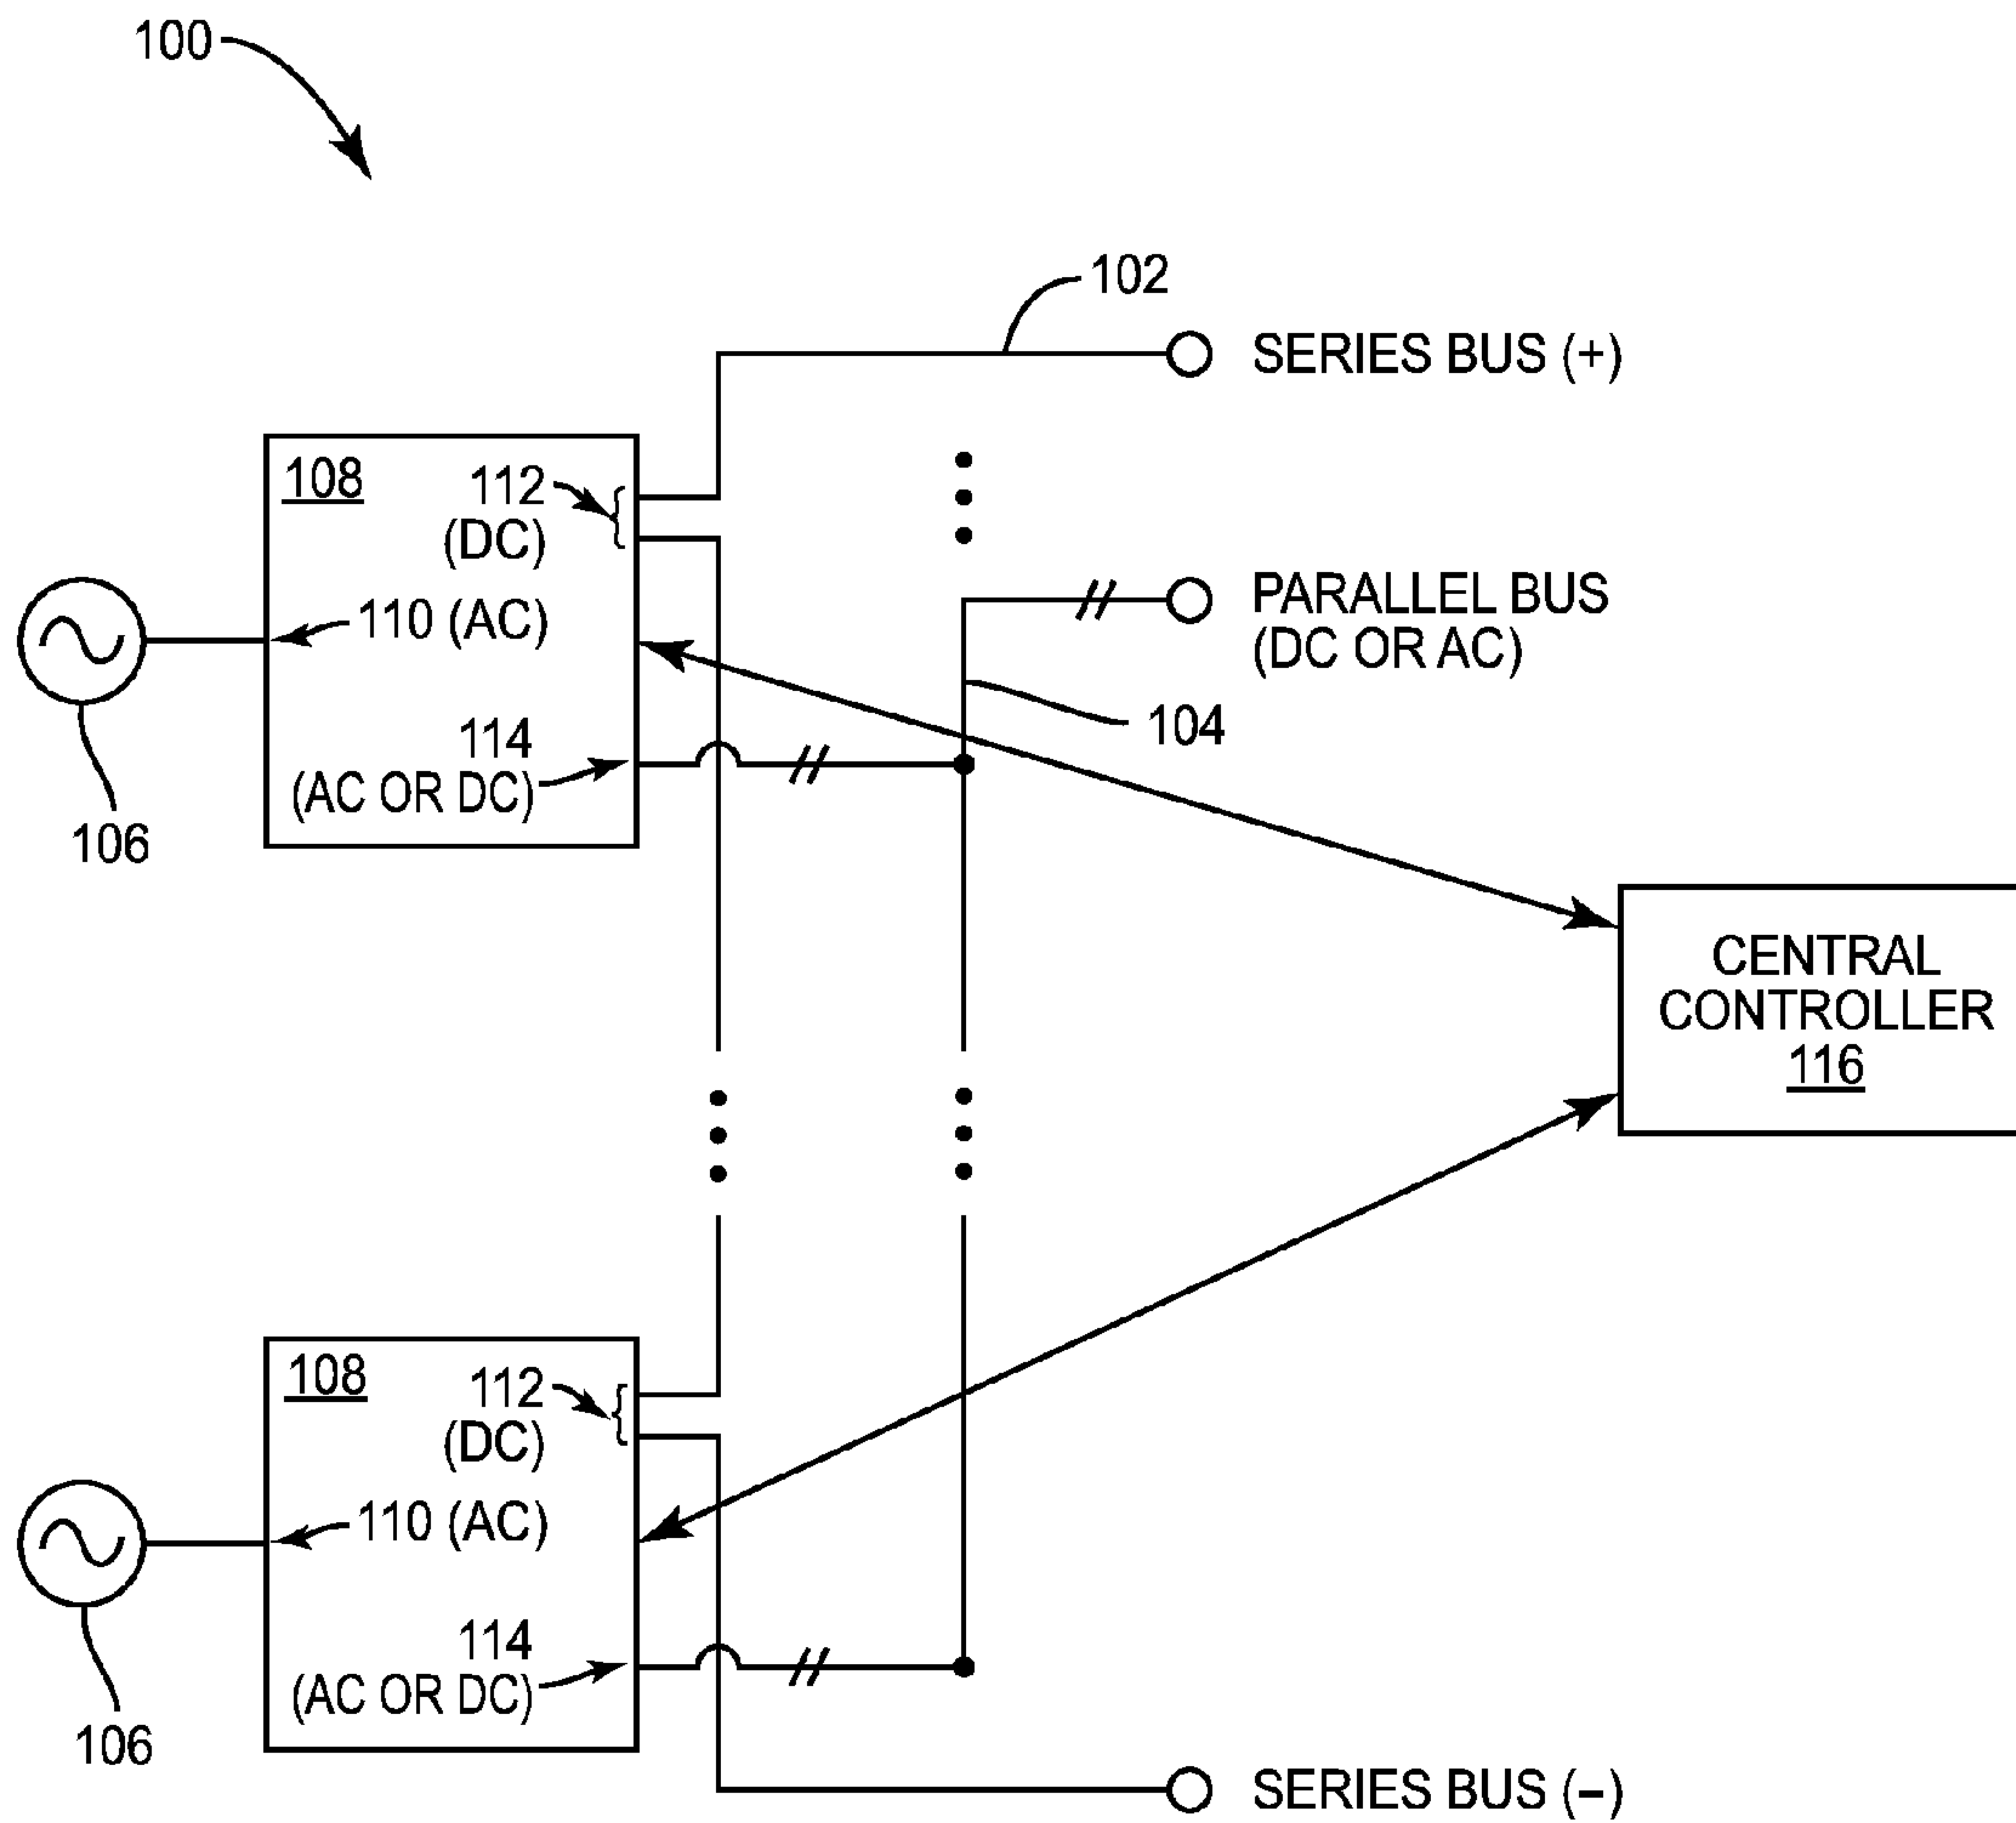 100
102
SERIES BUS (+)
108
112
(DC)
PARALLEL BUS
(DC OR AC)
110 (AC)
104
114
(AC OR DC)
106
CENTRAL
CONTROLLER
116
108
112
(DC)
110 (AC)
114
(AC OR DC)
106
SERIES BUS (−)